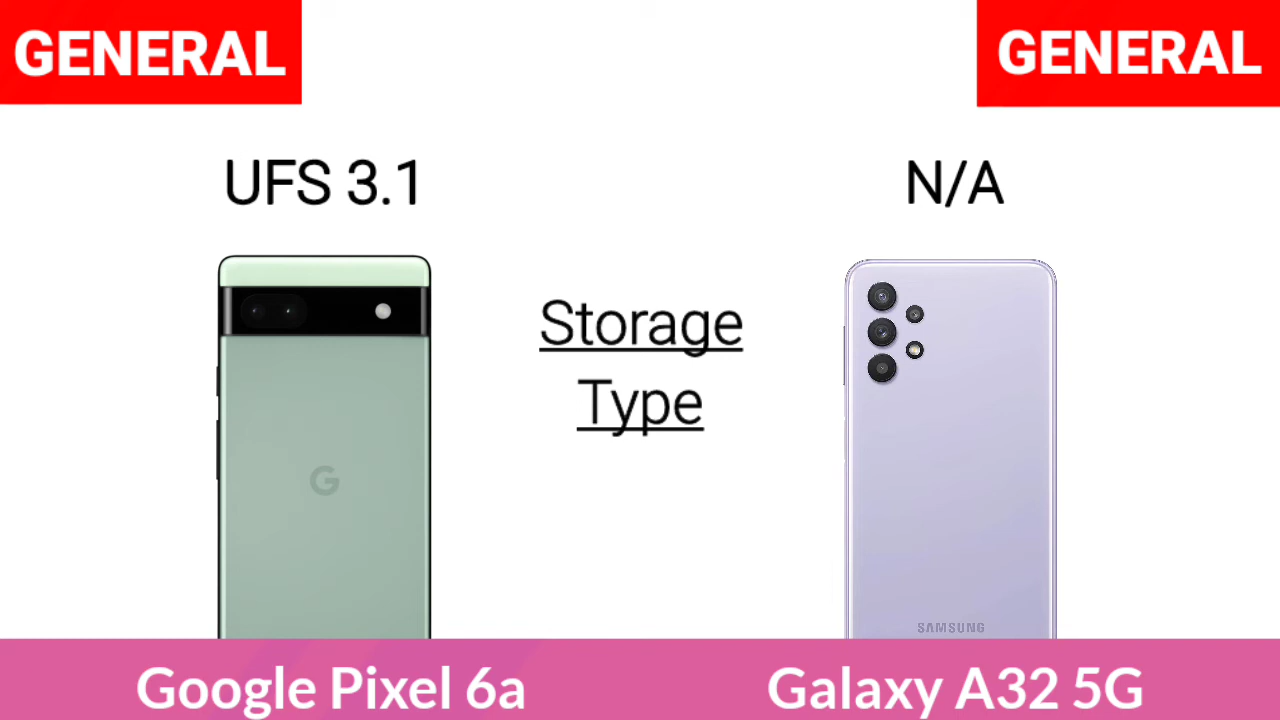 GENERAL
GENERAL
UFS 3.1
N/A
Storage
Type
G
SAMSUNG
Google Pixel 6a
Galaxy A32 5G